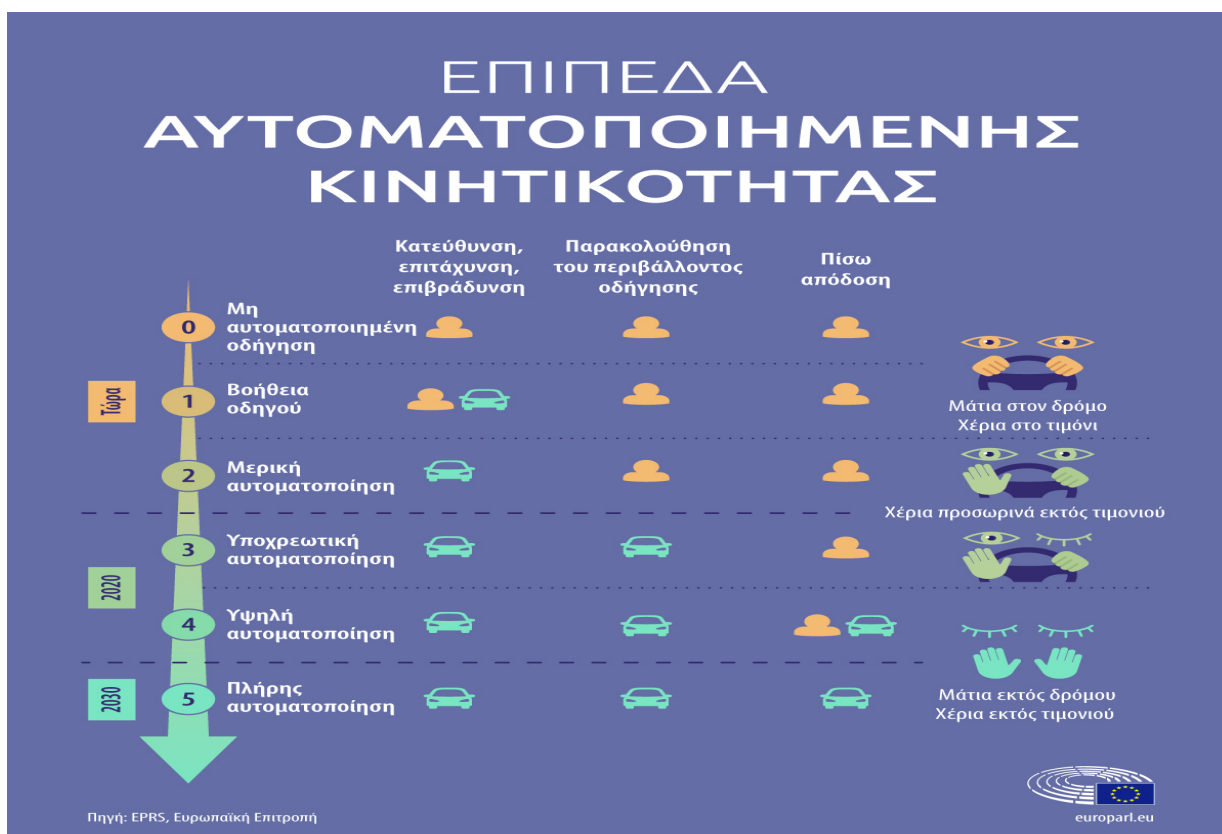 ΕΠΙΠΕΔΑ
ΑΥΤΟΜΑΤΟΠΟΙΗΜΕΝΗΣ
ΚΙΝΗΤΙΚΟΤΗΤΑΣ
Κατεύθυνση,
επιτάχυνση,
επιβράδυνση
Παρακολούθηση
του περιβάλλοντος
οδήγησης
Πίσω
απόδοση
0
Μη
αυτοματοποιημένη
οδήγηση
Τώρα
1
Βοήθεια
οδηγού
Μάτια στον δρόμο
Χέρια στο τιμόνι
2
Μερική
αυτοματοποίηση
Χέρια προσωρινά εκτός τιμονιού
3
Υποχρεωτική
αυτοματοποίηση
2020
4
Υψηλή
αυτοματοποίηση
2030
5
Πλήρης
αυτοματοποίηση
Μάτια εκτός δρόμου
Χέρια εκτός τιμονιού
Πηγή: EPRS, Ευρωπαϊκή Επιτροπή
europarl.eu